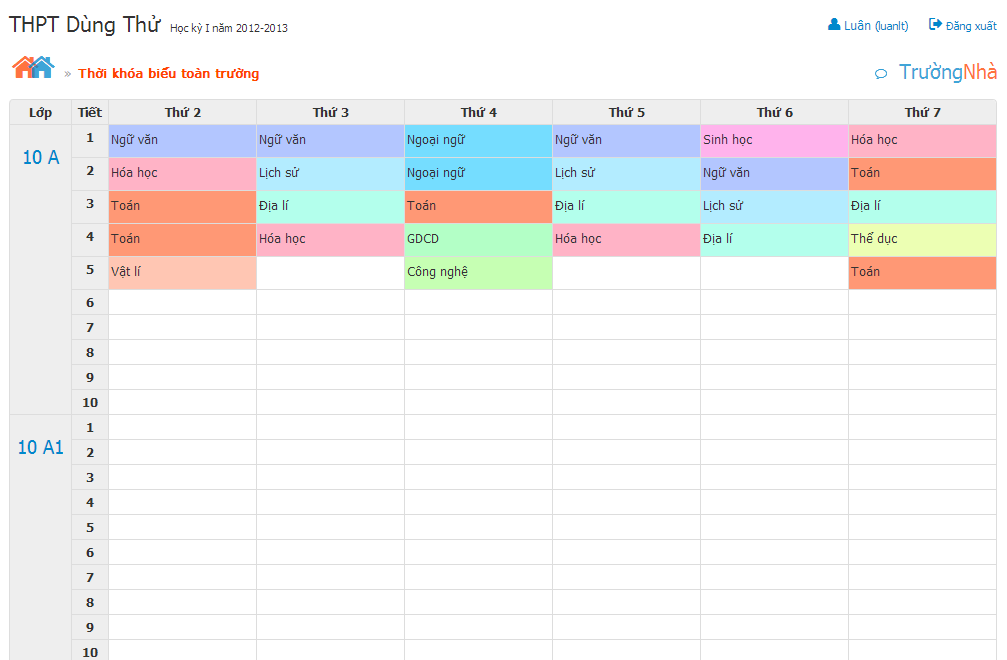 THPT Dùng Thử Học kỳ I năm 2012-2013 Luân (luanlt) Đăng xuất
» Thời khóa biểu toàn trường TrườngNhà
Lớp Tiết Thứ 2 Thứ 3 Thứ 4 Thứ 5 Thứ 6 Thứ 7
10 A 1 Ngữ văn Ngữ văn Ngoại ngữ Ngữ văn Sinh học Hóa học
2 Hóa học Lịch sử Ngoại ngữ Lịch sử Ngữ văn Toán
3 Toán Địa lí Toán Địa lí Lịch sử Địa lí
4 Toán Hóa học GDCD Hóa học Địa lí Thể dục
5 Vật lí Công nghệ Toán
6
7
8
9
10
10 A1 1
2
3
4
5
6
7
8
9
10